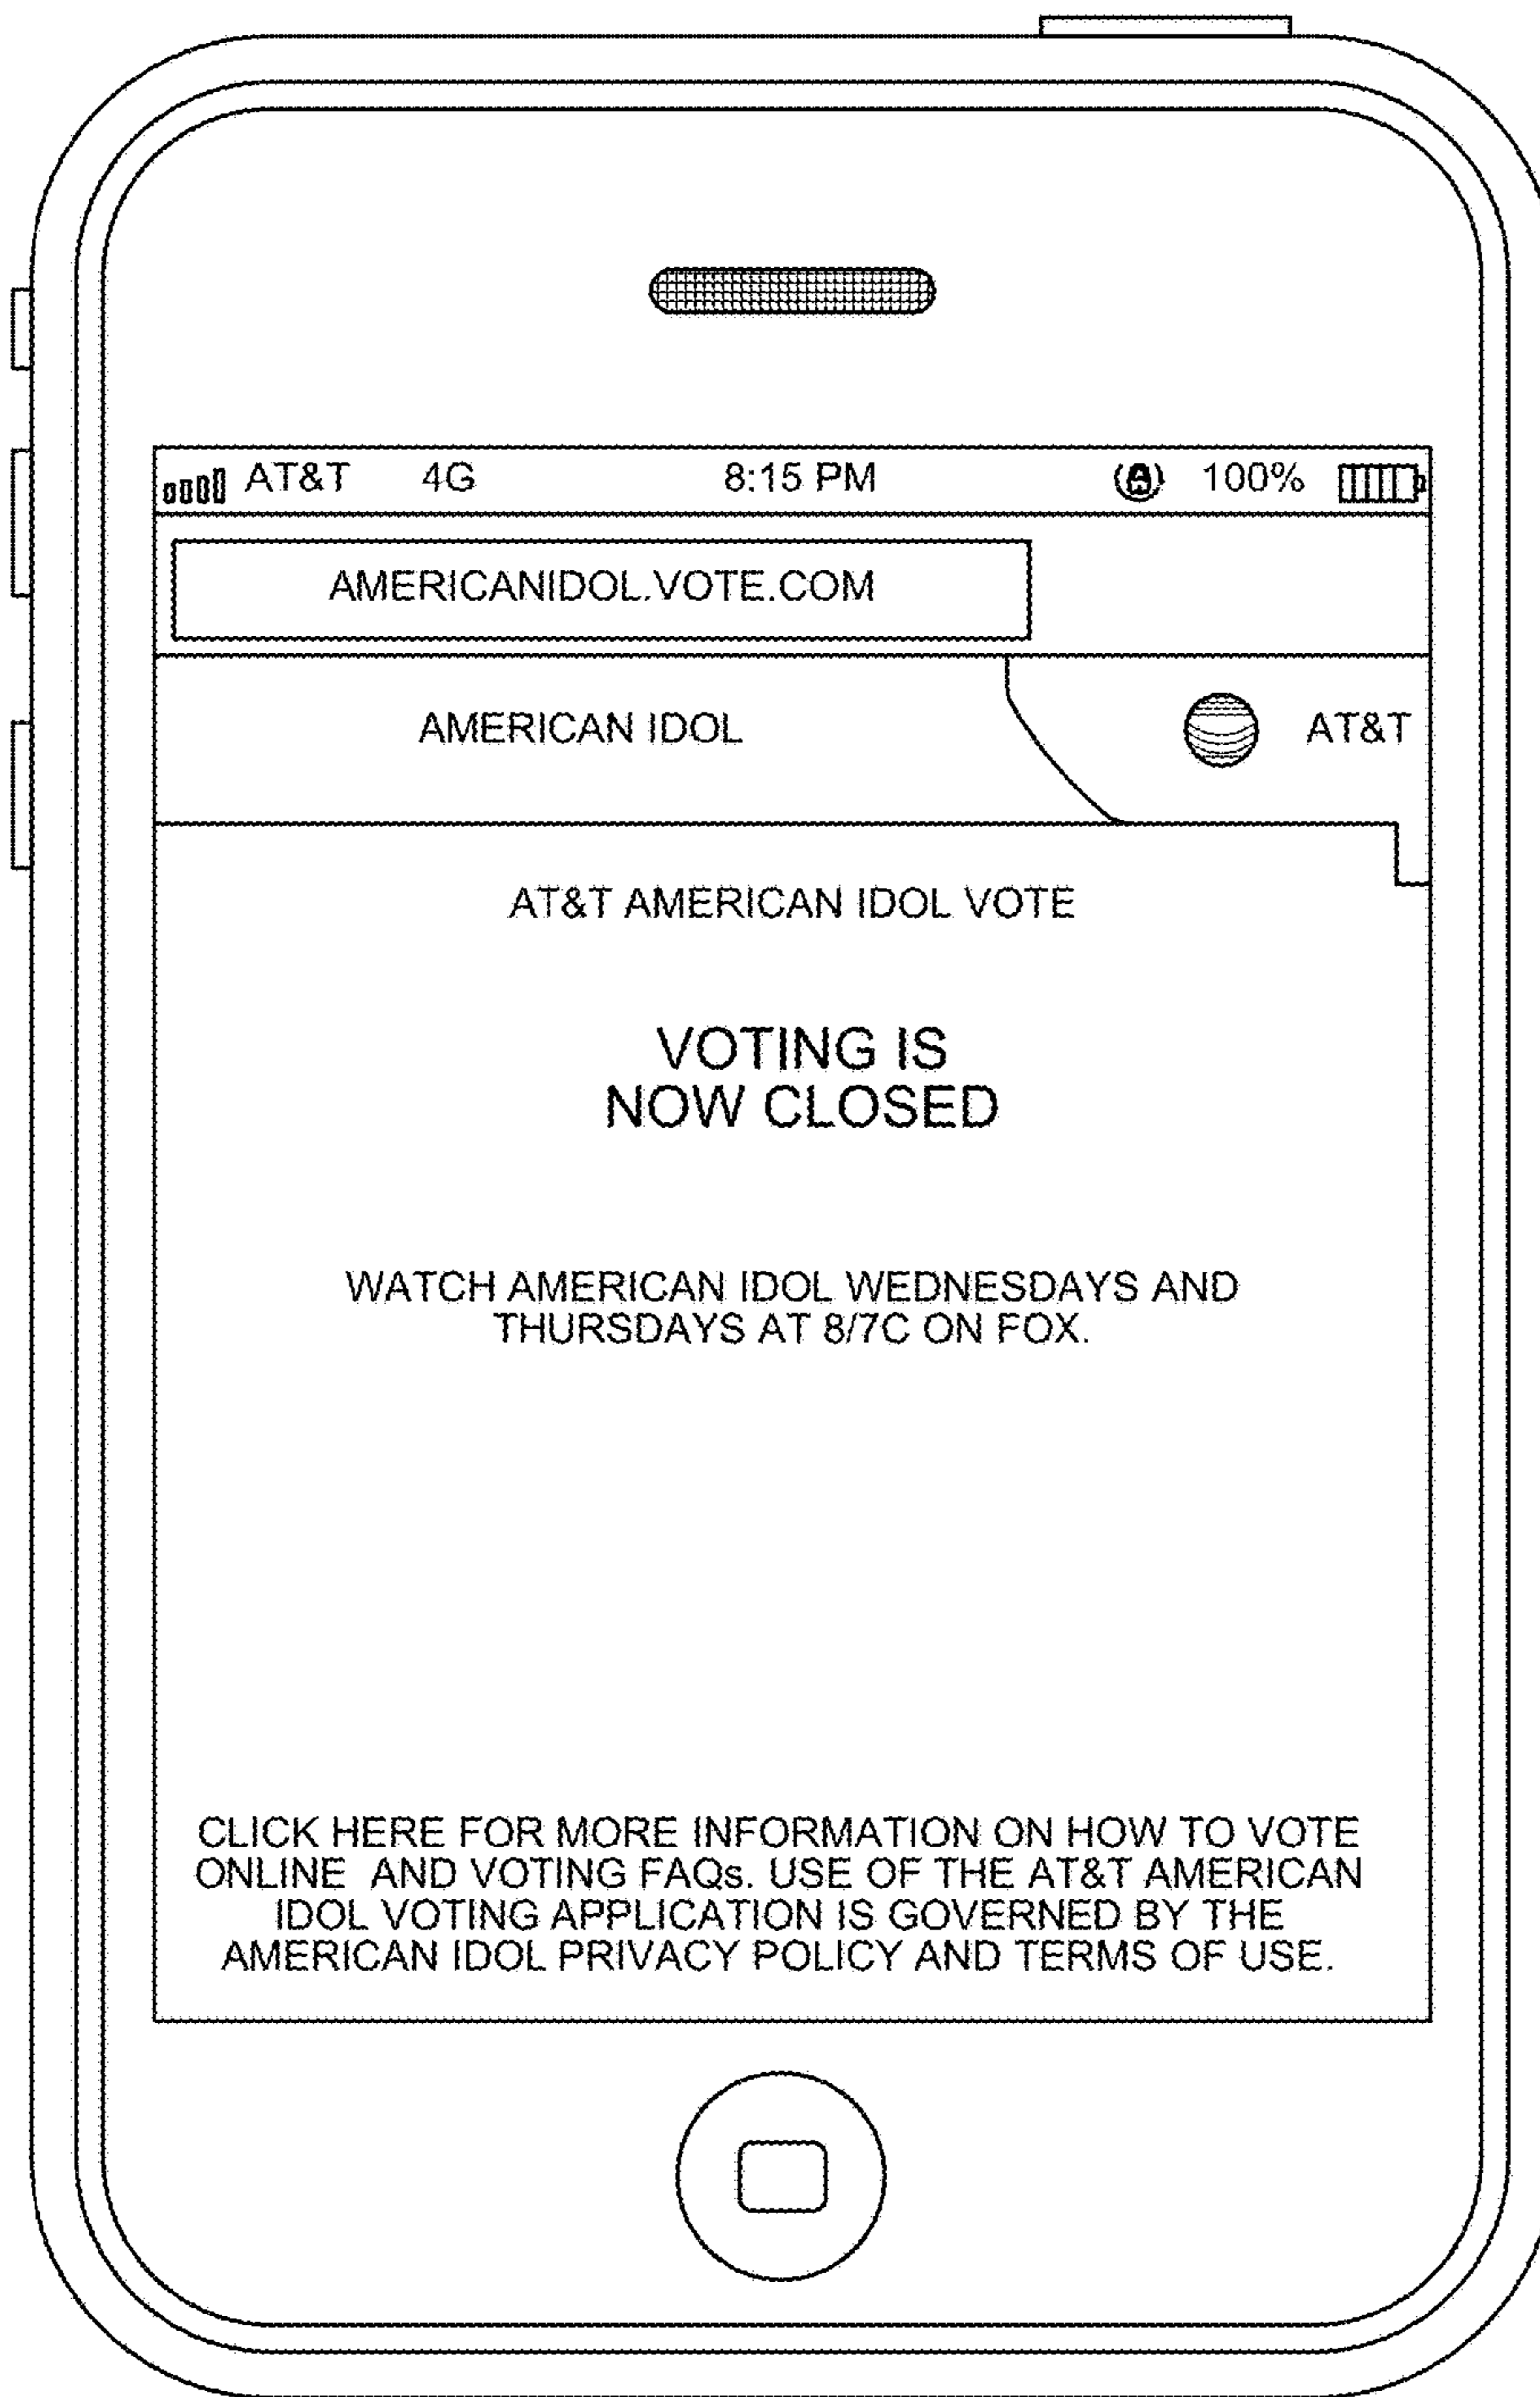 AT&T 4G 8:15 PM 100%
AMERICANIDOL.VOTE.COM
AMERICAN IDOL AT&T
AT&T AMERICAN IDOL VOTE
VOTING IS
NOW CLOSED
WATCH AMERICAN IDOL WEDNESDAYS AND
THURSDAYS AT 8/7C ON FOX.
CLICK HERE FOR MORE INFORMATION ON HOW TO VOTE
ONLINE AND VOTING FAQs. USE OF THE AT&T AMERICAN
IDOL VOTING APPLICATION IS GOVERNED BY THE
AMERICAN IDOL PRIVACY POLICY AND TERMS OF USE.